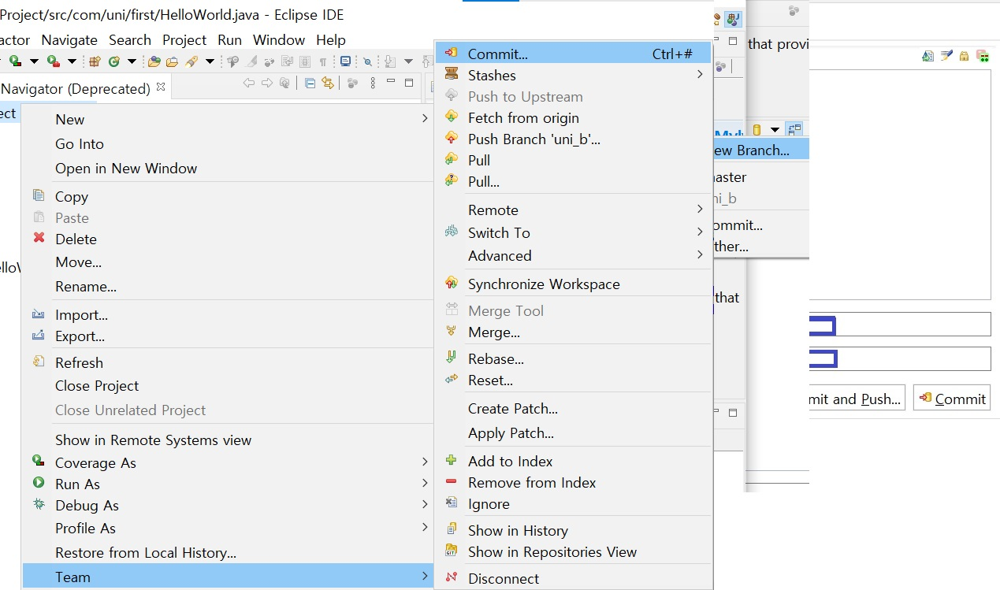 Project/src/com/uni/first/HelloWorld.java - Eclipse IDE
actor Navigate Search Project Run Window Help
Navigator (Deprecated)
ect
New
Go Into
Open in New Window
Copy
Paste
Delete
Move...
Rename...
Import...
Export...
Refresh
Close Project
Close Unrelated Project
Show in Remote Systems view
Coverage As
Run As
Debug As
Profile As
Restore from Local History...
Team
Commit... Ctrl+#
Stashes
Push to Upstream
Fetch from origin
Push Branch 'uni_b'...
Pull
Pull...
Remote
Switch To
Advanced
Synchronize Workspace
Merge Tool
Merge...
Rebase...
Reset...
Create Patch...
Apply Patch...
Add to Index
Remove from Index
Ignore
Show in History
Show in Repositories View
Disconnect
that provi
ew Branch...
aster
ni_b
ommit...
ther...
that
mit and Push...
Commit